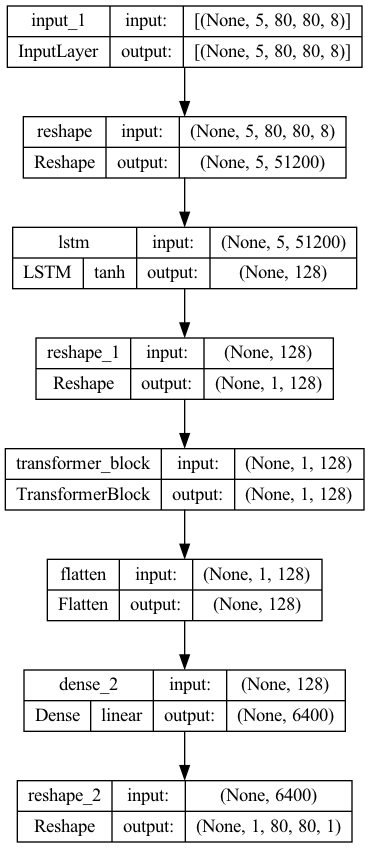 input_1 input: [(None, 5, 80, 80, 8)]
InputLayer output: [(None, 5, 80, 80, 8)]
reshape input: (None, 5, 80, 80, 8)
Reshape output: (None, 5, 51200)
lstm input: (None, 5, 51200)
LSTM tanh output: (None, 128)
reshape_1 input: (None, 128)
Reshape output: (None, 1, 128)
transformer_block input: (None, 1, 128)
TransformerBlock output: (None, 1, 128)
flatten input: (None, 1, 128)
Flatten output: (None, 128)
dense_2 input: (None, 128)
Dense linear output: (None, 6400)
reshape_2 input: (None, 6400)
Reshape output: (None, 1, 80, 80, 1)